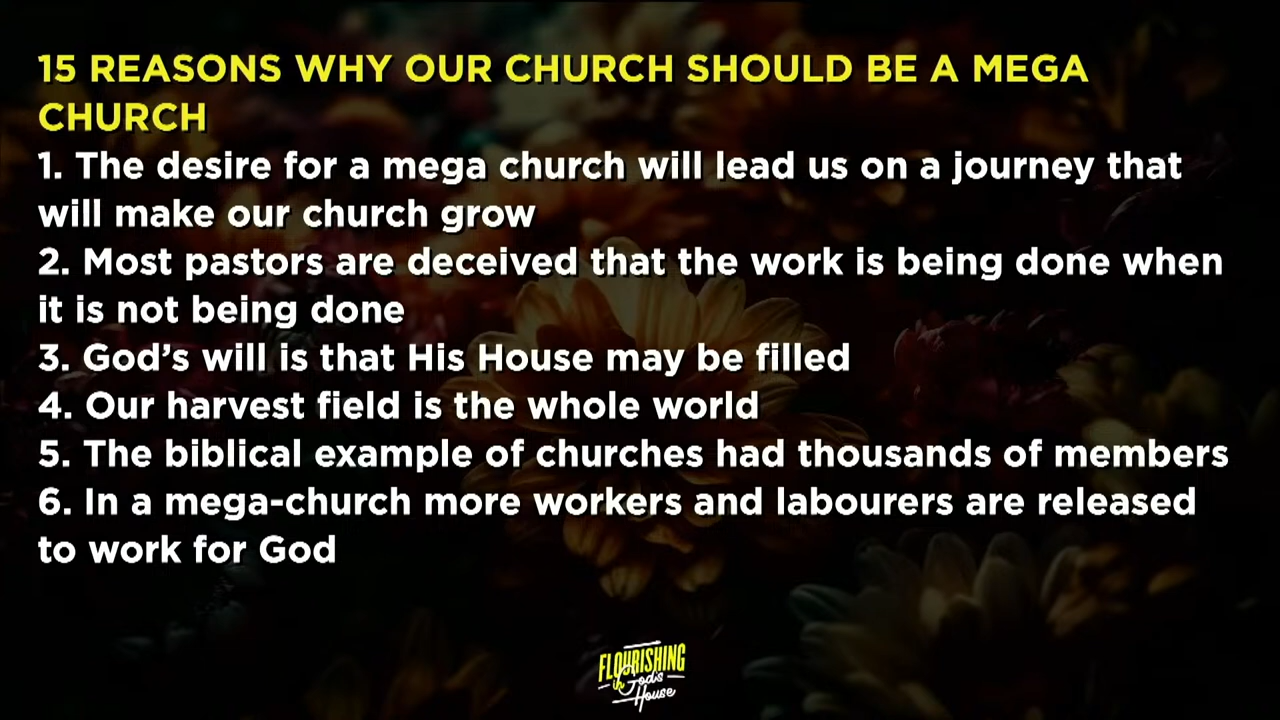 15 REASONS WHY OUR CHURCH SHOULD BE A MEGA
CHURCH
1. The desire for a mega church will lead us on a journey that
will make our church grow
2. Most pastors are deceived that the work is being done when
it is not being done
3. God’s will is that His House may be filled
4. Our harvest field is the whole world
5. The biblical example of churches had thousands of members
6. In a mega-church more workers and labourers are released
to work for God
FLOURISHING
in God's
House